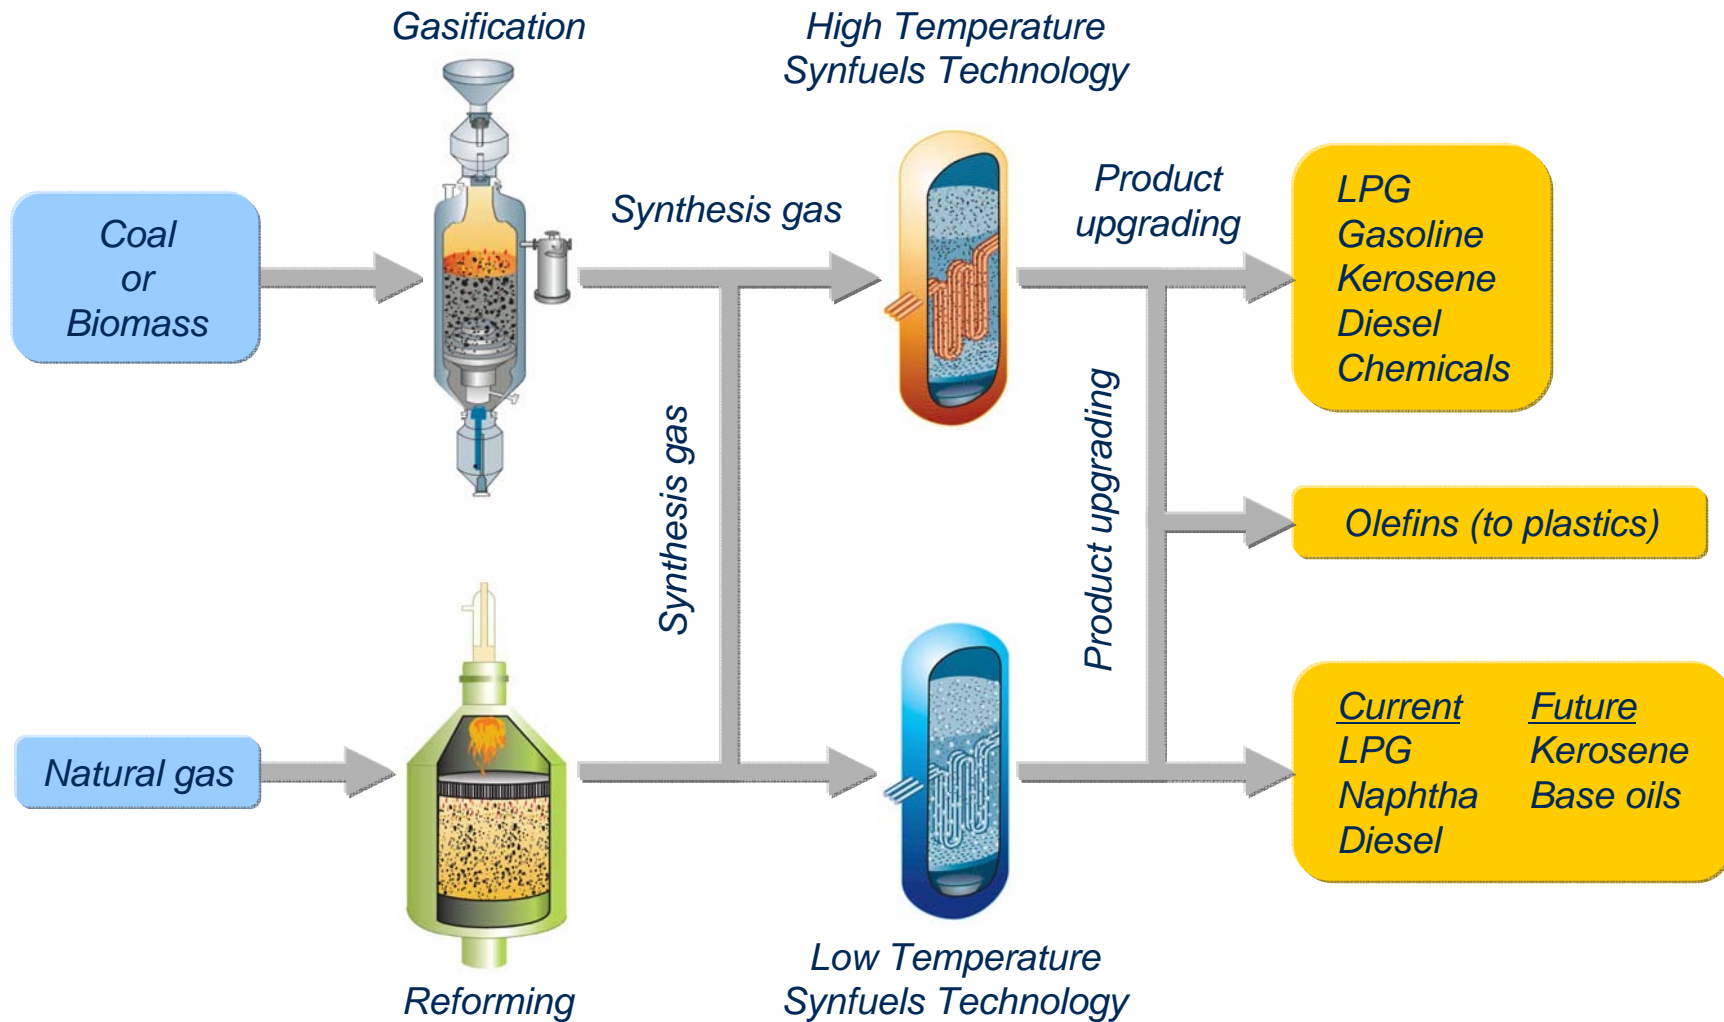 Gasification
High Temperature
Synfuels Technology
Coal
or
Biomass
Synthesis gas
Product
upgrading
LPG
Gasoline
Kerosene
Diesel
Chemicals
Synthesis gas
Product upgrading
Olefins (to plastics)
Natural gas
Current
LPG
Naphtha
Diesel
Future
Kerosene
Base oils
Reforming
Low Temperature
Synfuels Technology